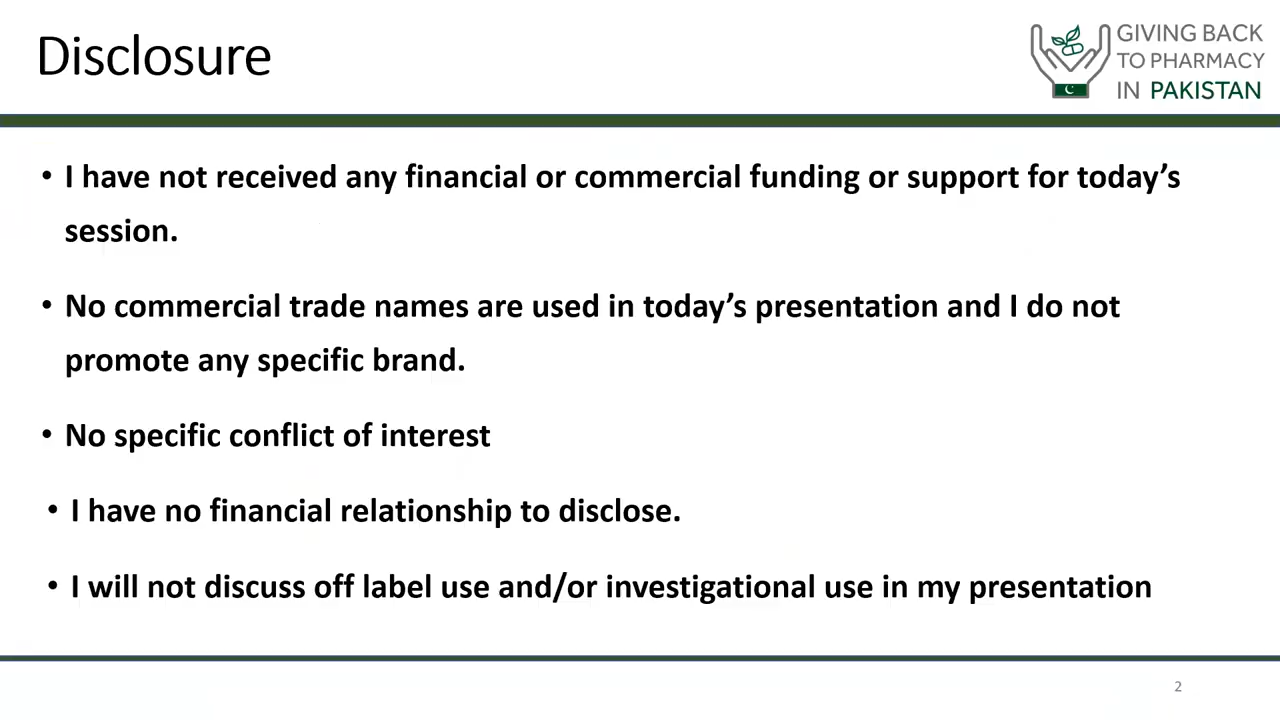 Disclosure
GIVING BACK
TO PHARMACY
IN PAKISTAN
• I have not received any financial or commercial funding or support for today’s
session.
• No commercial trade names are used in today’s presentation and I do not
promote any specific brand.
• No specific conflict of interest
• I have no financial relationship to disclose.
• I will not discuss off label use and/or investigational use in my presentation
2